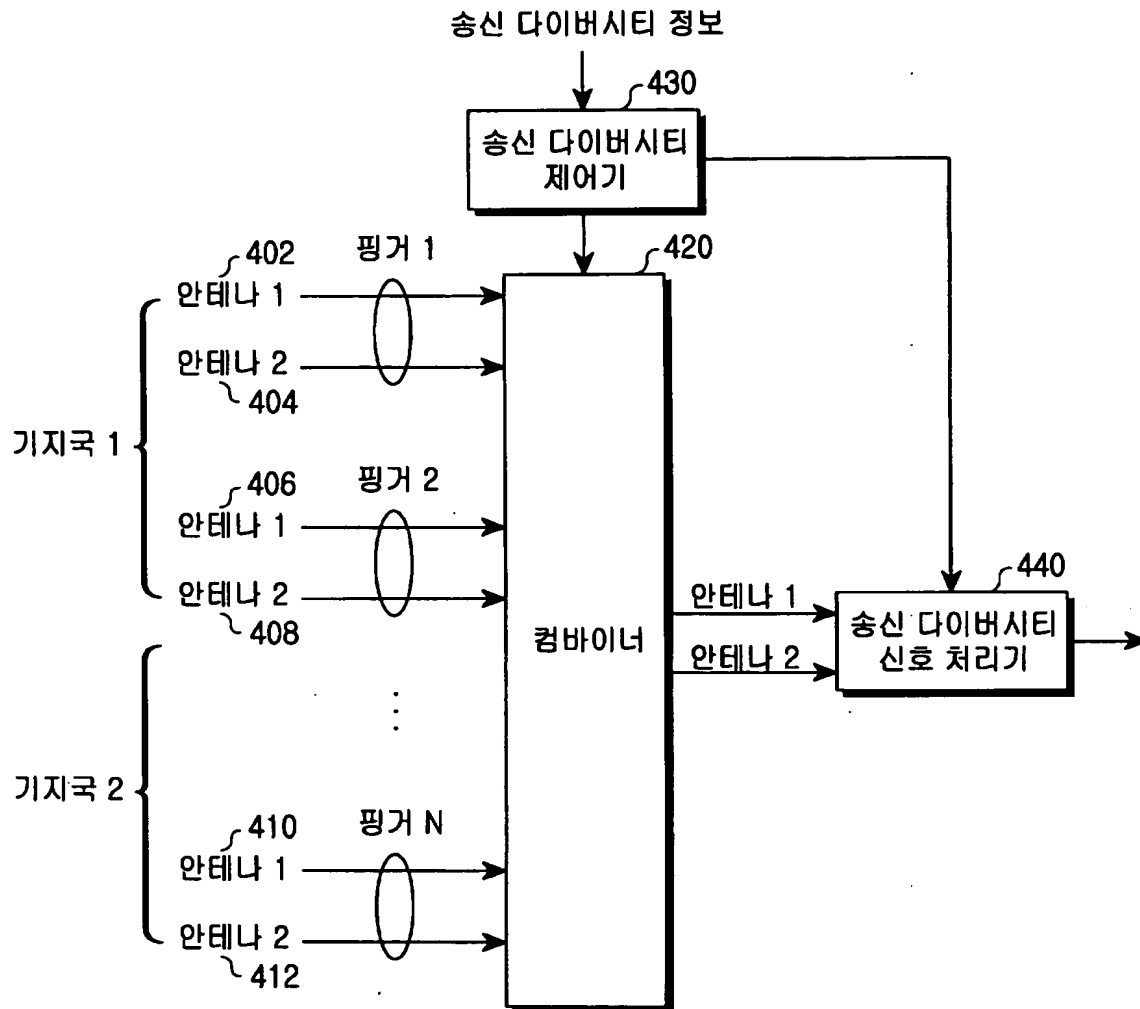 송신 다이버시티 정보
430
송신 다이버시티
제어기
420
핑거 1
402
안테나 1
안테나 2
404
기지국 1
406
핑거 2
안테나 1
안테나 2
408
컴바이너
안테나 1
안테나 2
440
송신 다이버시티
신호 처리기
기지국 2
핑거 N
410
안테나 1
안테나 2
412